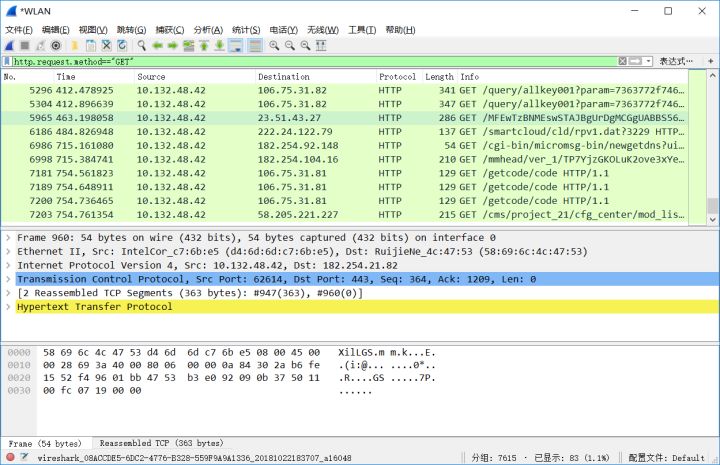 *WLAN
文件(F) 编辑(E) 视图(V) 跳转(G) 捕获(C) 分析(A) 统计(S) 电话(Y) 无线(W) 工具(T) 帮助(H)
http.request.method=="GET" 表达式… +
No. Time Source Destination Protocol Length Info
5296 412.478925 10.132.48.42 106.75.31.82 HTTP 341 GET /query/allkey001?param=7363772f746…
5304 412.896639 10.132.48.42 106.75.31.82 HTTP 347 GET /query/allkey001?param=7363772f746…
5965 463.198058 10.132.48.42 23.51.43.27 HTTP 286 GET /MFEwTzBNMEswSTAJBgUrDgMCGgUABBS56…
6186 484.826948 10.132.48.42 222.24.122.79 HTTP 137 GET /smartcloud/cld/rpv1.dat?3229 HTTP…
6986 715.161080 10.132.48.42 182.254.92.148 HTTP 54 GET /cgi-bin/micromsg-bin/newgetdns?ui…
6998 715.384741 10.132.48.42 182.254.104.16 HTTP 210 GET /mmhead/ver_1/TP7YjzGKOLuK2ove3xYe…
7181 754.561823 10.132.48.42 106.75.31.81 HTTP 129 GET /getcode/code HTTP/1.1
7189 754.648911 10.132.48.42 106.75.31.81 HTTP 129 GET /getcode/code HTTP/1.1
7200 754.736465 10.132.48.42 106.75.31.81 HTTP 129 GET /getcode/code HTTP/1.1
7203 754.761354 10.132.48.42 58.205.221.227 HTTP 215 GET /cms/project_21/cfg_center/mod_lis…
Frame 960: 54 bytes on wire (432 bits), 54 bytes captured (432 bits) on interface 0
Ethernet II, Src: IntelCor_c7:6b:e5 (d4:6d:6d:c7:6b:e5), Dst: RuijieNe_4c:47:53 (58:69:6c:4c:47:53)
Internet Protocol Version 4, Src: 10.132.48.42, Dst: 182.254.21.82
Transmission Control Protocol, Src Port: 62614, Dst Port: 443, Seq: 364, Ack: 1209, Len: 0
[2 Reassembled TCP Segments (363 bytes): #947(363), #960(0)]
Hypertext Transfer Protocol
0000 58 69 6c 4c 47 53 d4 6d 6d c7 6b e5 08 00 45 00 XilLGS.m m.k...E.
0010 00 28 69 3a 40 00 80 06 00 00 0a 84 30 2a b6 fe .(i:@... ....0*..
0020 15 52 f4 96 01 bb 47 53 b3 e0 92 09 0b 37 50 11 .R....GS .....7P.
0030 00 fc 07 19 00 00 ......
Frame (54 bytes) Reassembled TCP (363 bytes)
wireshark_08ACCDE5-6DC2-4776-B328-559F9A9A1336_20181022183707_a16048 分组: 7615 · 已显示: 83 (1.1%) 配置文件: Default